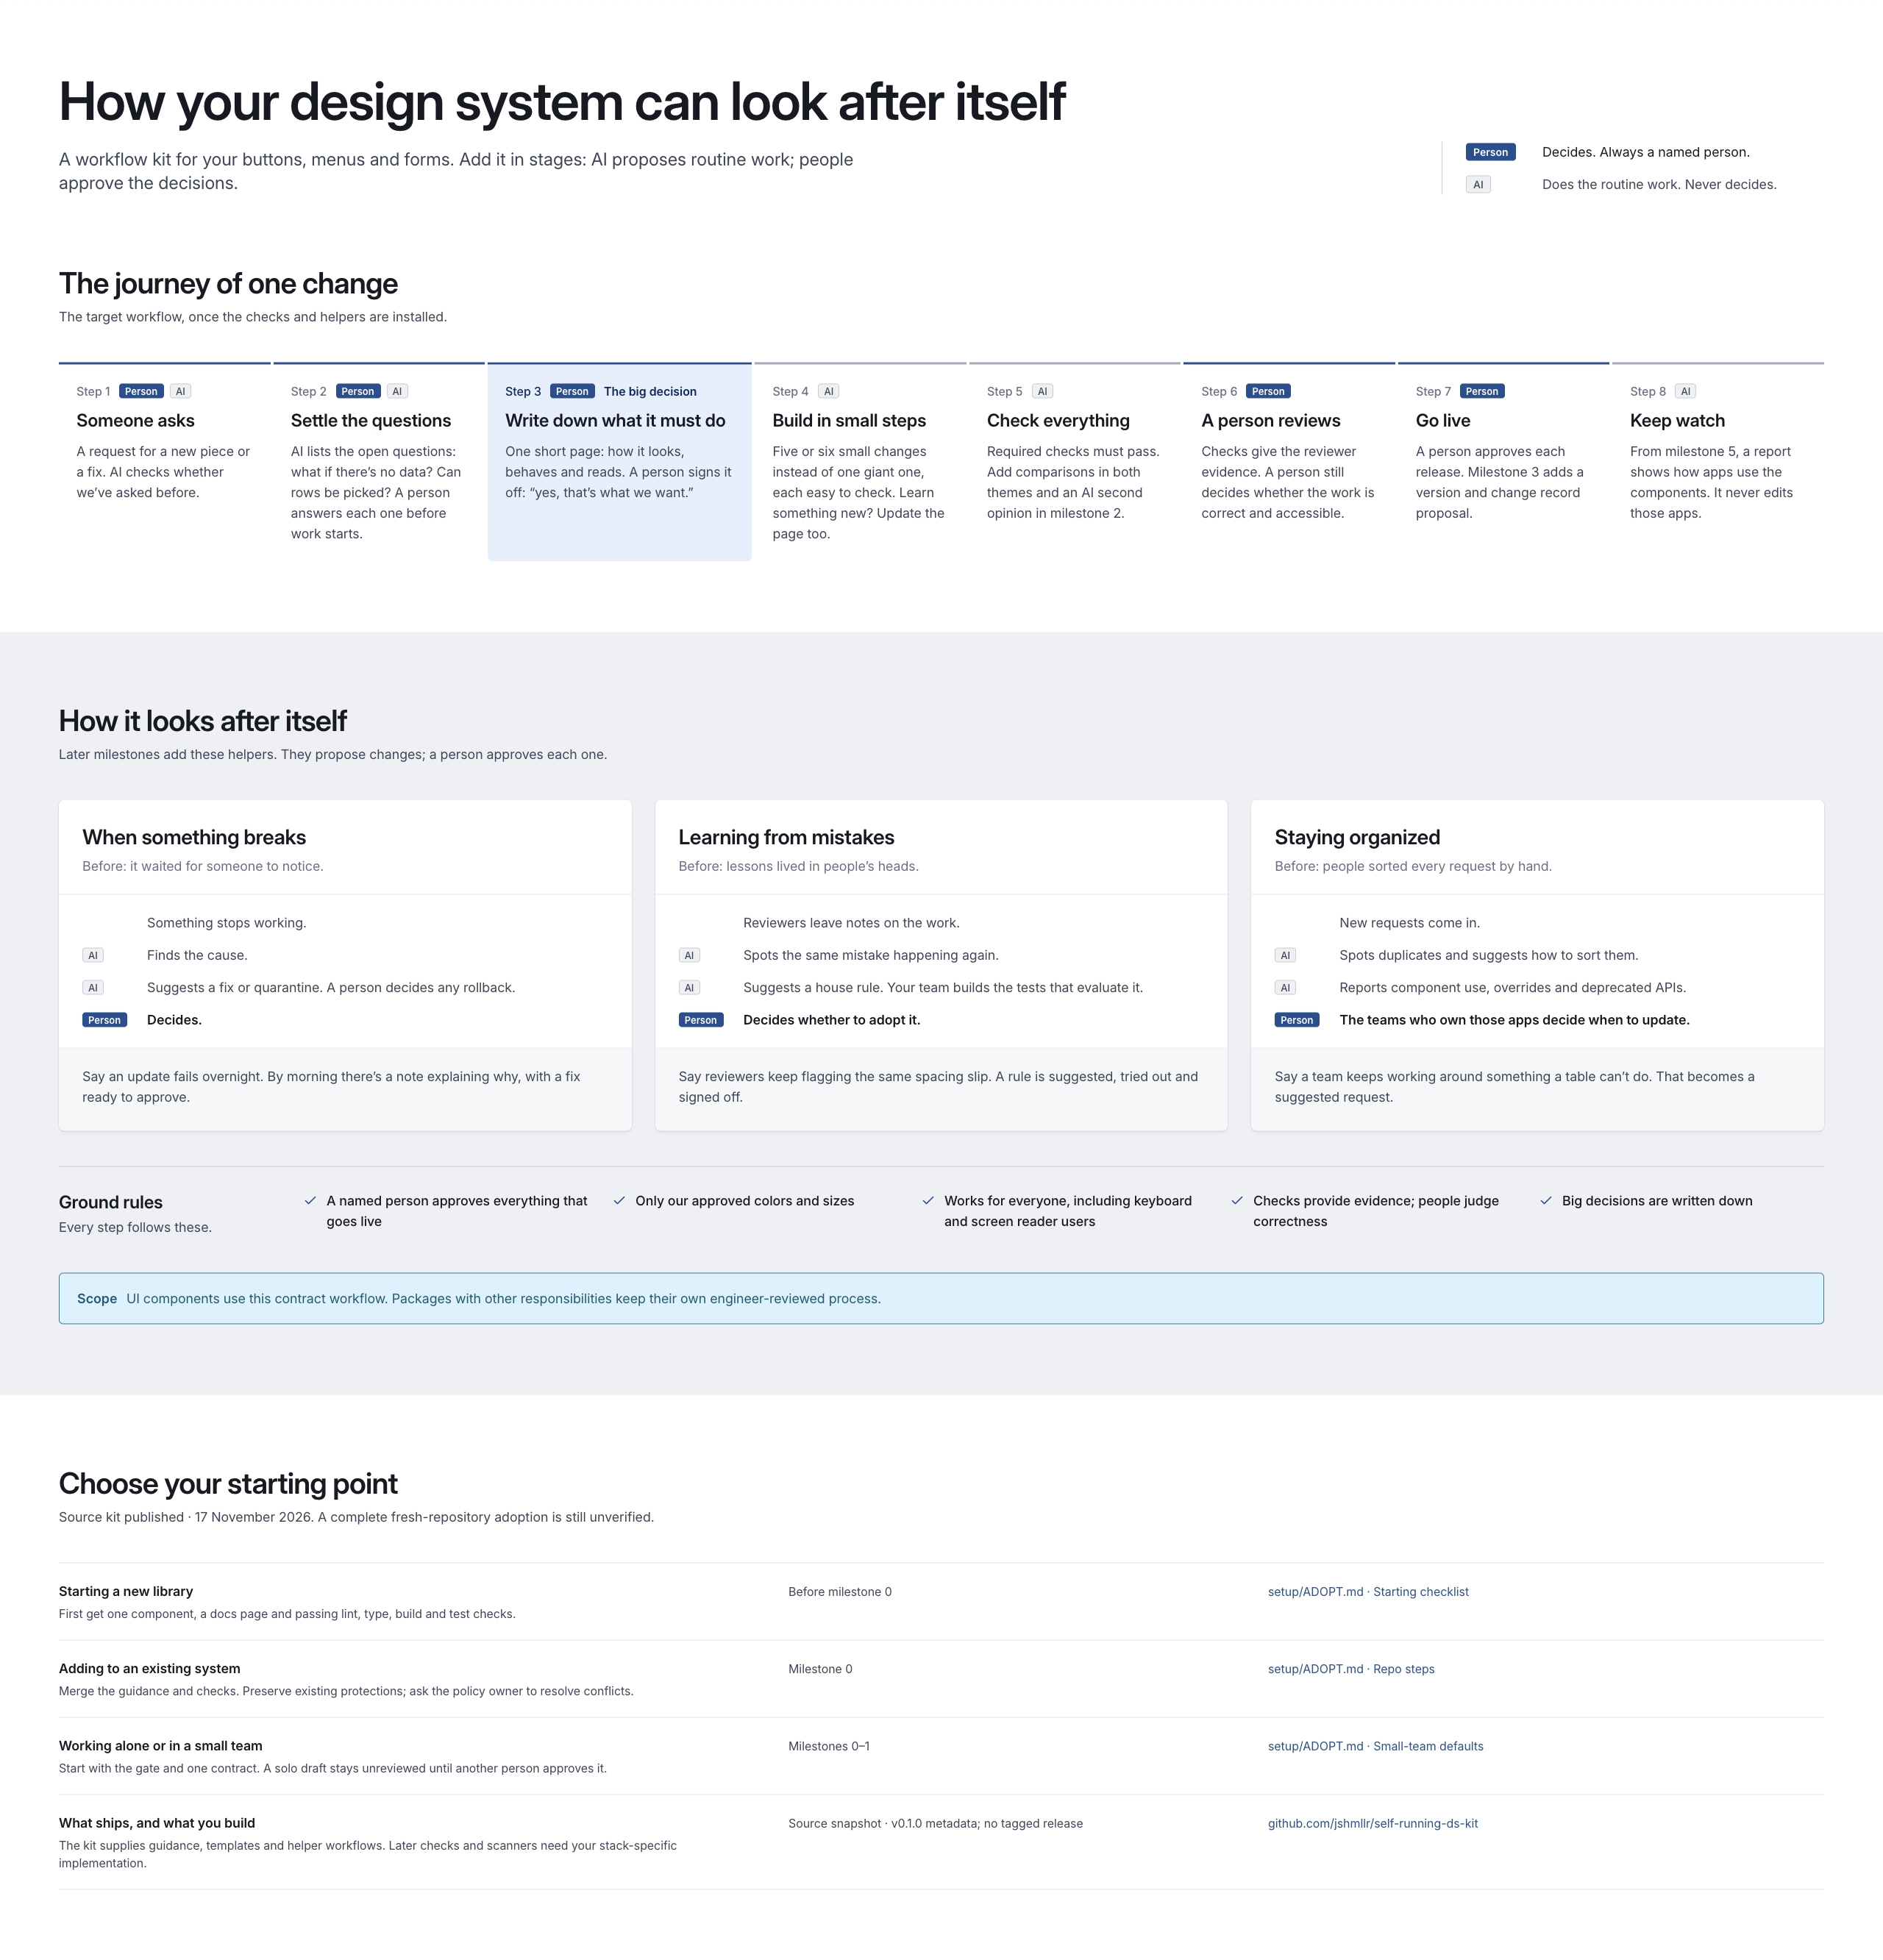 How your design system can look after itself
A workflow kit for your buttons, menus and forms. Add it in stages: AI proposes routine work; people
approve the decisions.
Person Decides. Always a named person.
AI Does the routine work. Never decides.
The journey of one change
The target workflow, once the checks and helpers are installed.
Step 1 Person AI
Someone asks
A request for a new piece or
a fix. AI checks whether
we’ve asked before.
Step 2 Person AI
Settle the questions
AI lists the open questions:
what if there’s no data? Can
rows be picked? A person
answers each one before
work starts.
Step 3 Person The big decision
Write down what it must do
One short page: how it looks,
behaves and reads. A person signs it
off: “yes, that’s what we want.”
Step 4 AI
Build in small steps
Five or six small changes
instead of one giant one,
each easy to check. Learn
something new? Update the
page too.
Step 5 AI
Check everything
Required checks must pass.
Add comparisons in both
themes and an AI second
opinion in milestone 2.
Step 6 Person
A person reviews
Checks give the reviewer
evidence. A person still
decides whether the work is
correct and accessible.
Step 7 Person
Go live
A person approves each
release. Milestone 3 adds a
version and change record
proposal.
Step 8 AI
Keep watch
From milestone 5, a report
shows how apps use the
components. It never edits
those apps.
How it looks after itself
Later milestones add these helpers. They propose changes; a person approves each one.
When something breaks
Before: it waited for someone to notice.
Something stops working.
AI Finds the cause.
AI Suggests a fix or quarantine. A person decides any rollback.
Person Decides.
Say an update fails overnight. By morning there’s a note explaining why, with a fix
ready to approve.
Learning from mistakes
Before: lessons lived in people’s heads.
Reviewers leave notes on the work.
AI Spots the same mistake happening again.
AI Suggests a house rule. Your team builds the tests that evaluate it.
Person Decides whether to adopt it.
Say reviewers keep flagging the same spacing slip. A rule is suggested, tried out and
signed off.
Staying organized
Before: people sorted every request by hand.
New requests come in.
AI Spots duplicates and suggests how to sort them.
AI Reports component use, overrides and deprecated APIs.
Person The teams who own those apps decide when to update.
Say a team keeps working around something a table can’t do. That becomes a
suggested request.
Ground rules
Every step follows these.
A named person approves everything that
goes live
Only our approved colors and sizes
Works for everyone, including keyboard
and screen reader users
Checks provide evidence; people judge
correctness
Big decisions are written down
Scope UI components use this contract workflow. Packages with other responsibilities keep their own engineer-reviewed process.
Choose your starting point
Source kit published · 17 November 2026. A complete fresh-repository adoption is still unverified.
Starting a new library
First get one component, a docs page and passing lint, type, build and test checks.
Before milestone 0
setup/ADOPT.md · Starting checklist
Adding to an existing system
Merge the guidance and checks. Preserve existing protections; ask the policy owner to resolve conflicts.
Milestone 0
setup/ADOPT.md · Repo steps
Working alone or in a small team
Start with the gate and one contract. A solo draft stays unreviewed until another person approves it.
Milestones 0–1
setup/ADOPT.md · Small-team defaults
What ships, and what you build
The kit supplies guidance, templates and helper workflows. Later checks and scanners need your stack-specific
implementation.
Source snapshot · v0.1.0 metadata; no tagged release
github.com/jshmllr/self-running-ds-kit